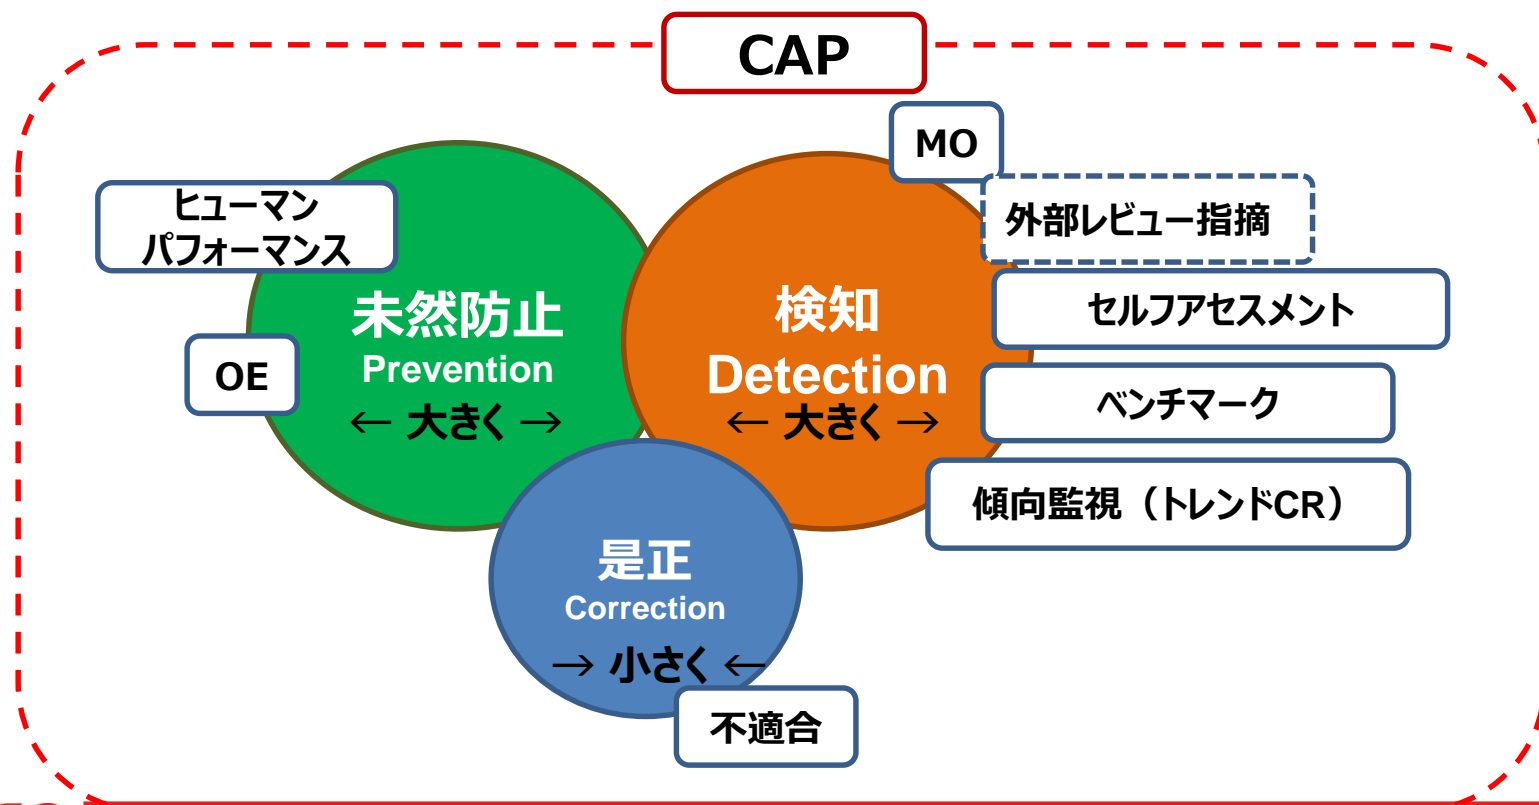 CAP
MO
ヒューマン
パフォーマンス
外部レビュー指摘
未然防止
Prevention
← 大きく →
検知
Detection
← 大きく →
セルフアセスメント
OE
ベンチマーク
傾向監視（トレンドCR）
是正
Correction
→ 小さく ←
不適合